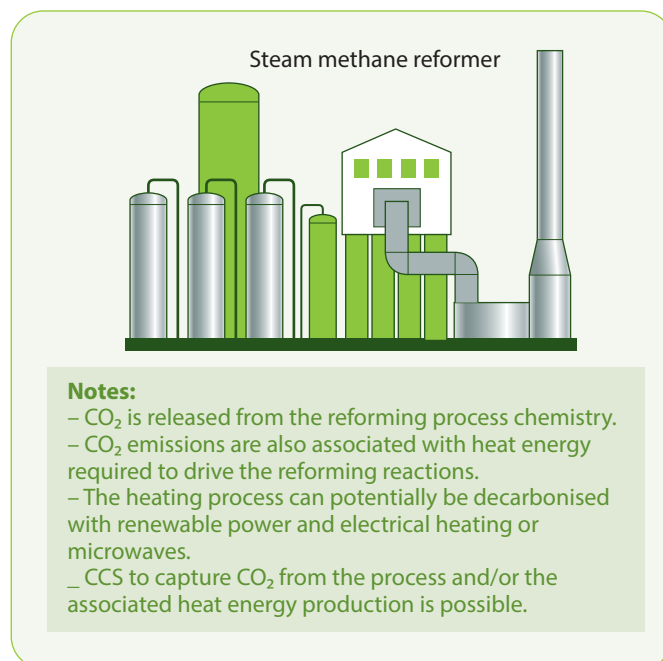 Steam methane reformer
Notes:
– CO₂ is released from the reforming process chemistry.
– CO₂ emissions are also associated with heat energy
required to drive the reforming reactions.
– The heating process can potentially be decarbonised
with renewable power and electrical heating or
microwaves.
_ CCS to capture CO₂ from the process and/or the
associated heat energy production is possible.